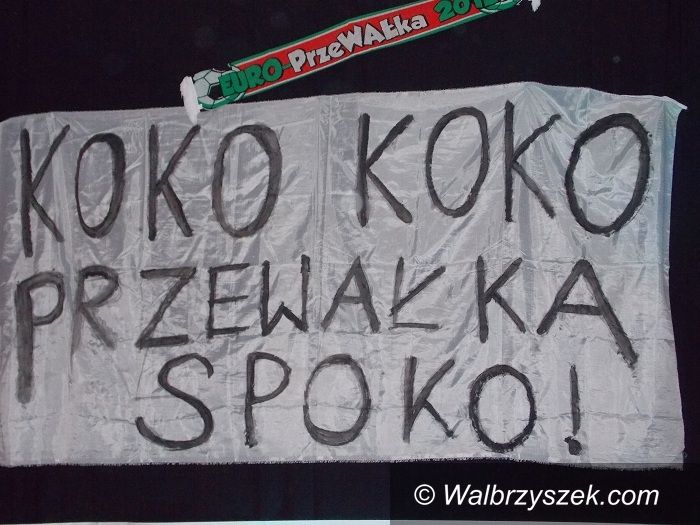 EURO-PrzeWAŁka 2012
KOKO KOKO
PRZEWAŁKA
SPOKO!
© Walbrzyszek.com